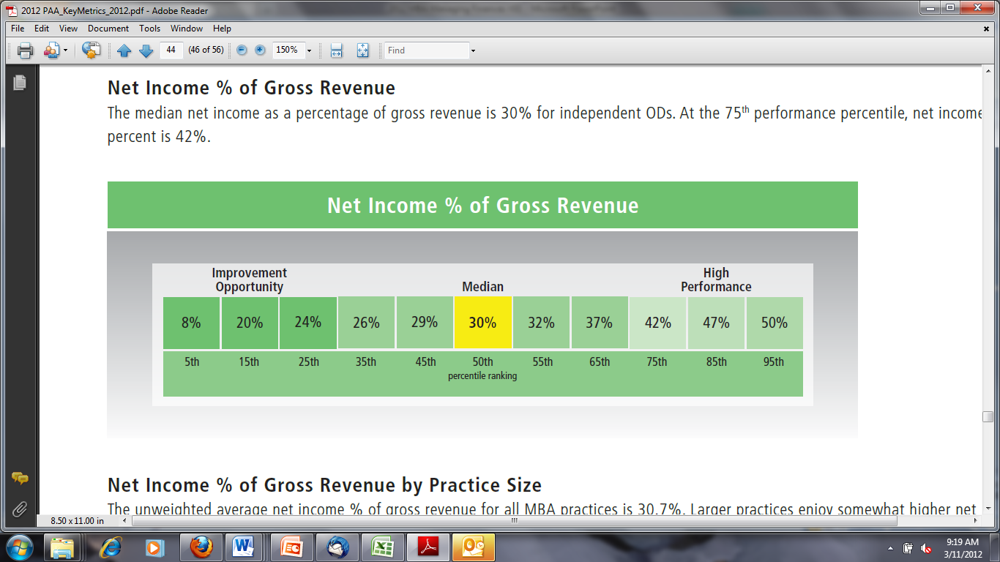 2012 PAA_KeyMetrics_2012.pdf - Adobe Reader
File Edit View Document Tools Window Help
44 (46 of 56) 150% Find
Net Income % of Gross Revenue
The median net income as a percentage of gross revenue is 30% for independent ODs. At the 75th performance percentile, net income
percent is 42%.
Net Income % of Gross Revenue
Improvement
Opportunity
Median
High
Performance
8% 20% 24% 26% 29% 30% 32% 37% 42% 47% 50%
5th 15th 25th 35th 45th 50th 55th 65th 75th 85th 95th
percentile ranking
Net Income % of Gross Revenue by Practice Size
The unweighted average net income % of gross revenue for all MBA practices is 30.7%. Larger practices enjoy somewhat higher net
8.50 x 11.00 in
9:19 AM
3/11/2012